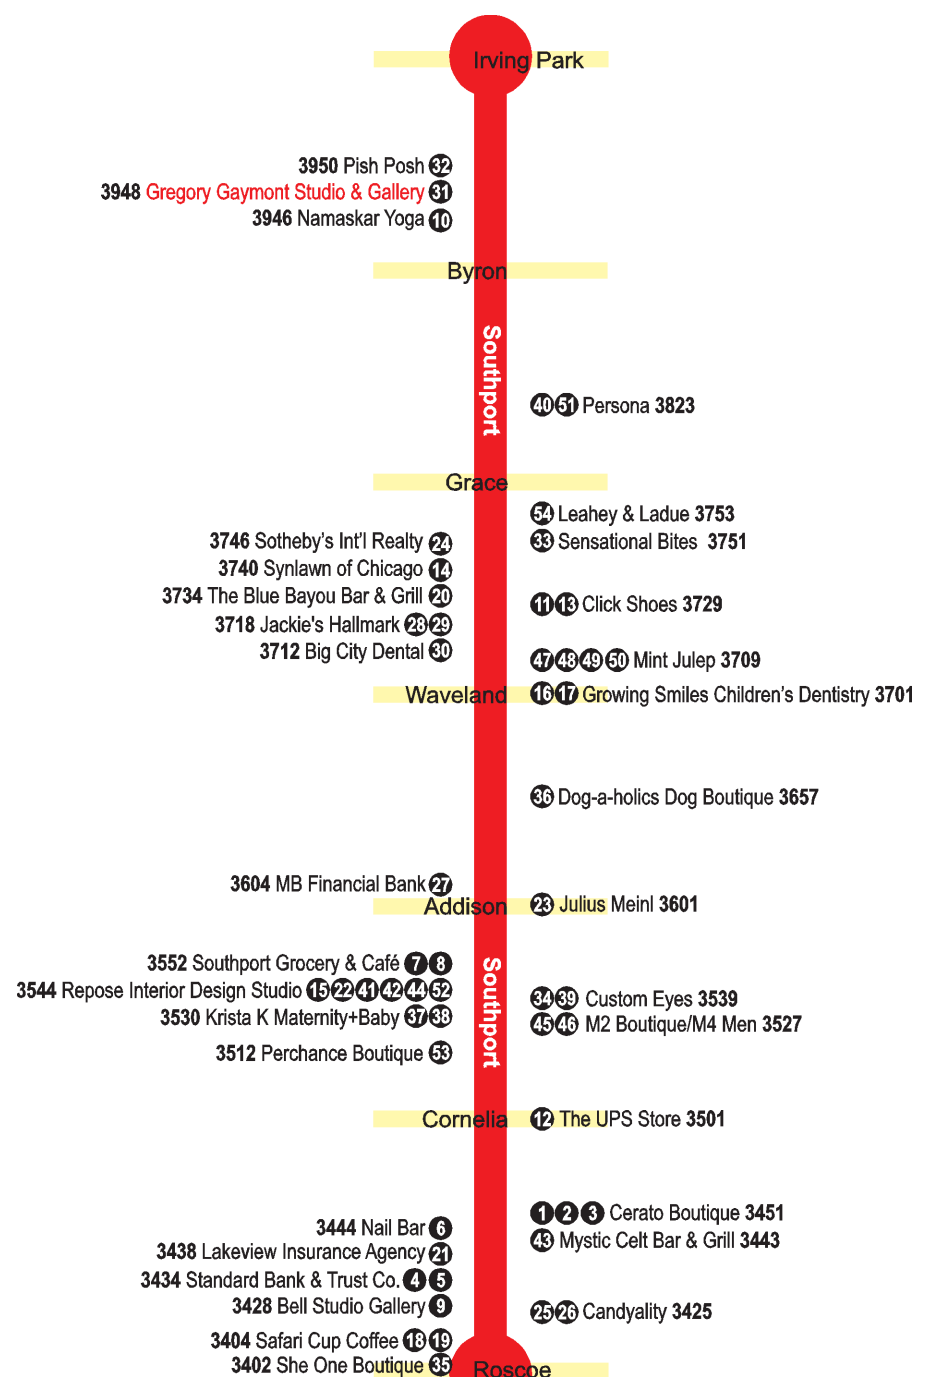 Irving Park
3950 Pish Posh 32
3948 Gregory Gaymont Studio & Gallery 31
3946 Namaskar Yoga 10
Byron
Southport
40 51 Persona 3823
Grace
54 Leahey & Ladue 3753
3746 Sotheby's Int'l Realty 24
33 Sensational Bites 3751
3740 Synlawn of Chicago 14
3734 The Blue Bayou Bar & Grill 20
11 13 Click Shoes 3729
3718 Jackie's Hallmark 28 29
3712 Big City Dental 30
47 48 49 50 Mint Julep 3709
Waveland
16 17 Growing Smiles Children's Dentistry 3701
36 Dog-a-holics Dog Boutique 3657
3604 MB Financial Bank 27
Addison
23 Julius Meinl 3601
3552 Southport Grocery & Café 7 8
3544 Repose Interior Design Studio 15 22 41 42 44 52
34 39 Custom Eyes 3539
3530 Krista K Maternity+Baby 37 38
45 46 M2 Boutique/M4 Men 3527
Southport
3512 Perchance Boutique 53
Cornelia
12 The UPS Store 3501
1 2 3 Cerato Boutique 3451
3444 Nail Bar 6
43 Mystic Celt Bar & Grill 3443
3438 Lakeview Insurance Agency 21
3434 Standard Bank & Trust Co. 4 5
3428 Bell Studio Gallery 9
25 26 Candyality 3425
3404 Safari Cup Coffee 18 19
3402 She One Boutique 35
Roscoe